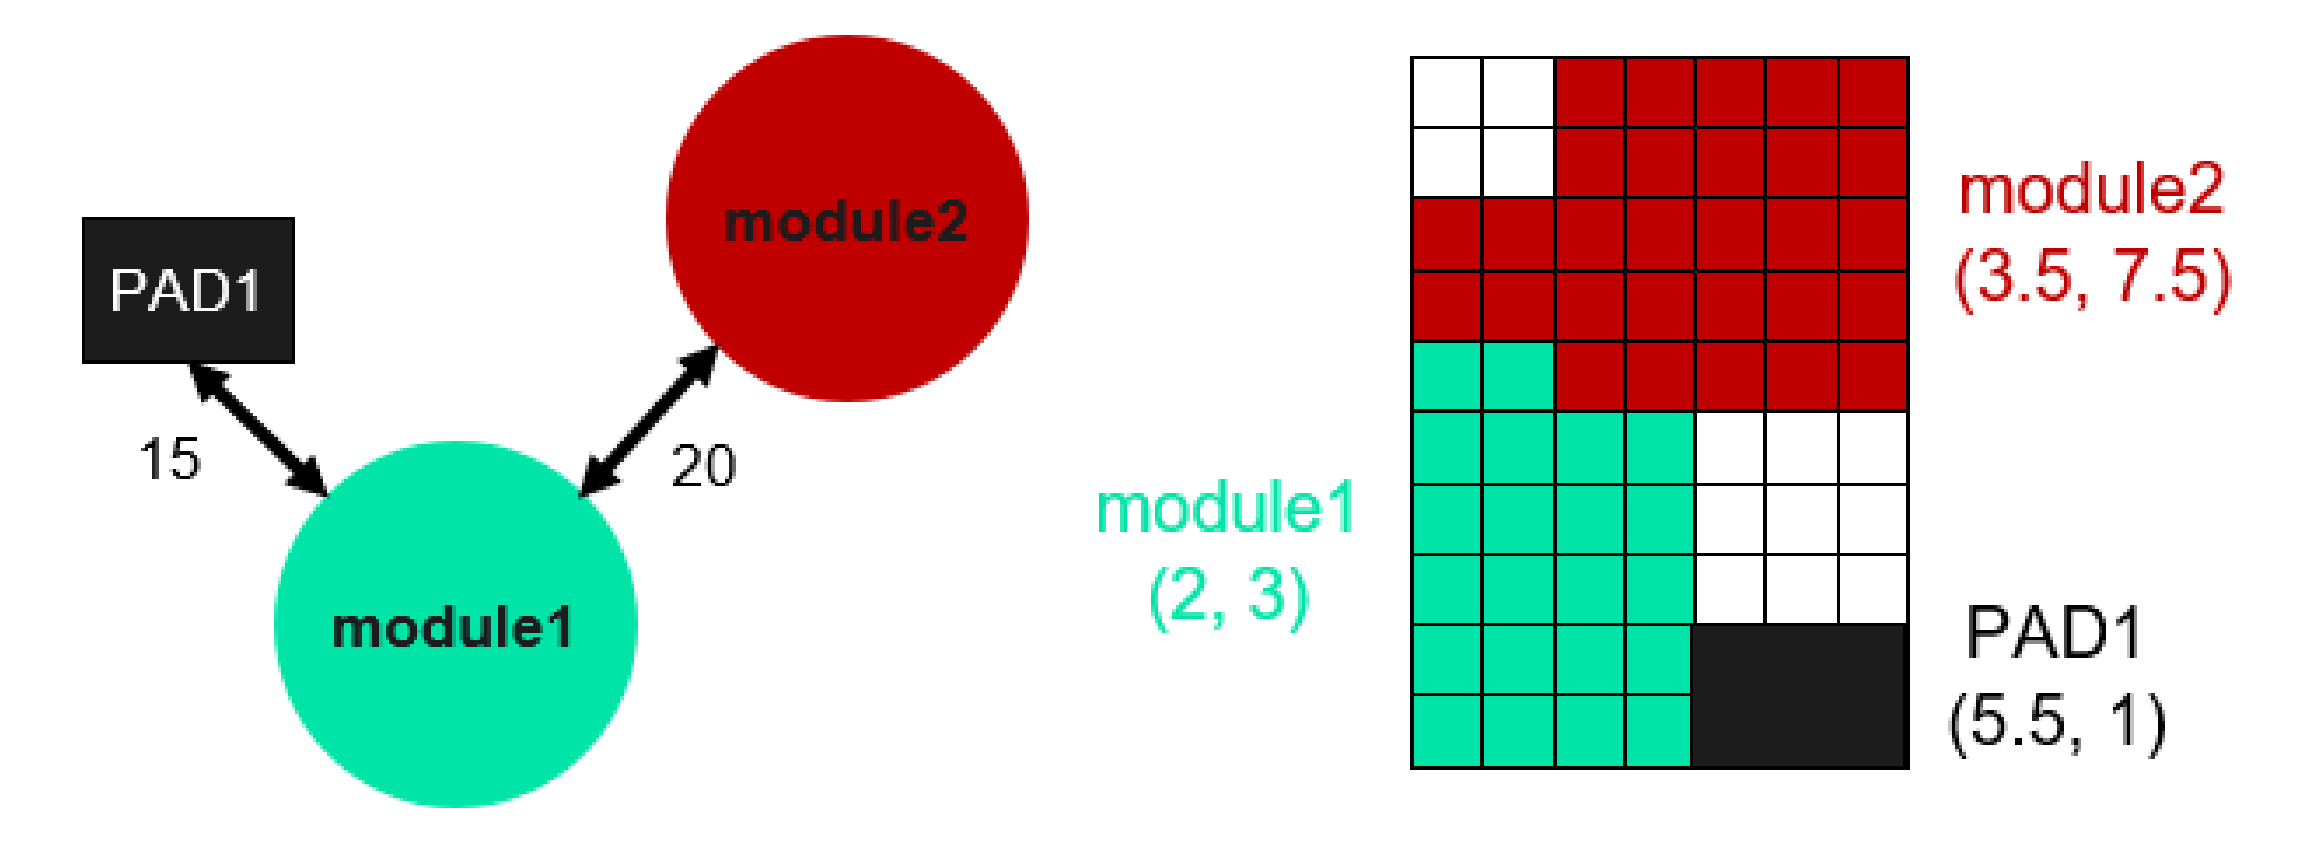 PAD1
module2
15
20
module1
module2
(3.5, 7.5)
module1
(2, 3)
PAD1
(5.5, 1)